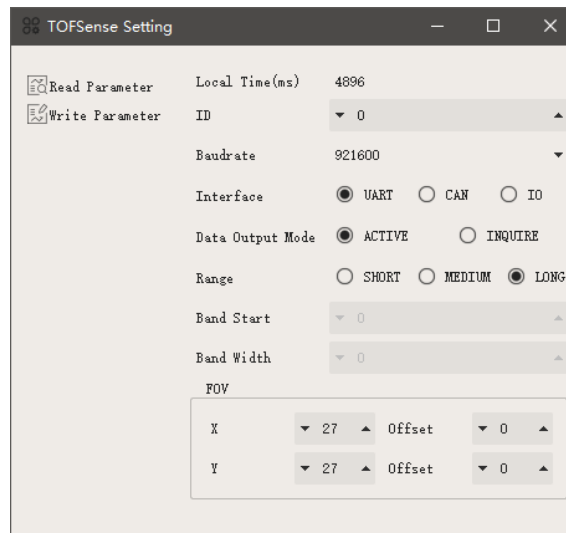 TOFSense Setting
Read Parameter
Write Parameter
Local Time(ms) 4896
ID 0
Baudrate 921600
Interface UART CAN IO
Data Output Mode ACTIVE INQUIRE
Range SHORT MEDIUM LONG
Band Start 0
Band Width 0
FOV
X 27 Offset 0
Y 27 Offset 0